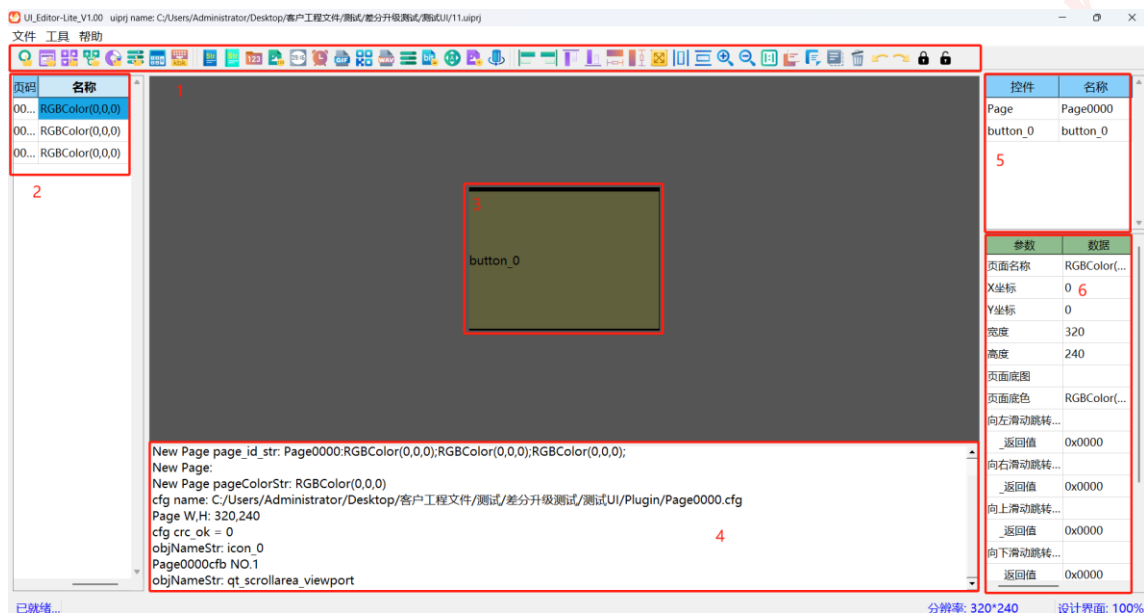 UI_Editor-Lite_V1.00 uiprj name: C:/Users/Administrator/Desktop/客户工程文件/测试/差分升级测试/测试UI/11.uiprj
文件 工具 帮助
1
页码 名称
00... RGBColor(0,0,0)
00... RGBColor(0,0,0)
00... RGBColor(0,0,0)
2
3
button_0
New Page page_id_str: Page0000:RGBColor(0,0,0);RGBColor(0,0,0);RGBColor(0,0,0);
New Page:
New Page pageColorStr: RGBColor(0,0,0)
cfg name: C:/Users/Administrator/Desktop/客户工程文件/测试/差分升级测试/测试UI/Plugin/Page0000.cfg
Page W,H: 320,240
cfg crc_ok = 0
objNameStr: icon_0
Page0000cfb NO.1
objNameStr: qt_scrollarea_viewport
4
控件 名称
Page Page0000
button_0 button_0
5
参数 数据
页面名称 RGBColor(...
X坐标 0
6
Y坐标 0
宽度 320
高度 240
页面底图
页面底色 RGBColor(...
向左滑动跳转...
_返回值 0x0000
向右滑动跳转...
_返回值 0x0000
向上滑动跳转...
_返回值 0x0000
向下滑动跳转...
_返回值 0x0000
已就绪...
分辨率: 320*240 设计界面: 100%